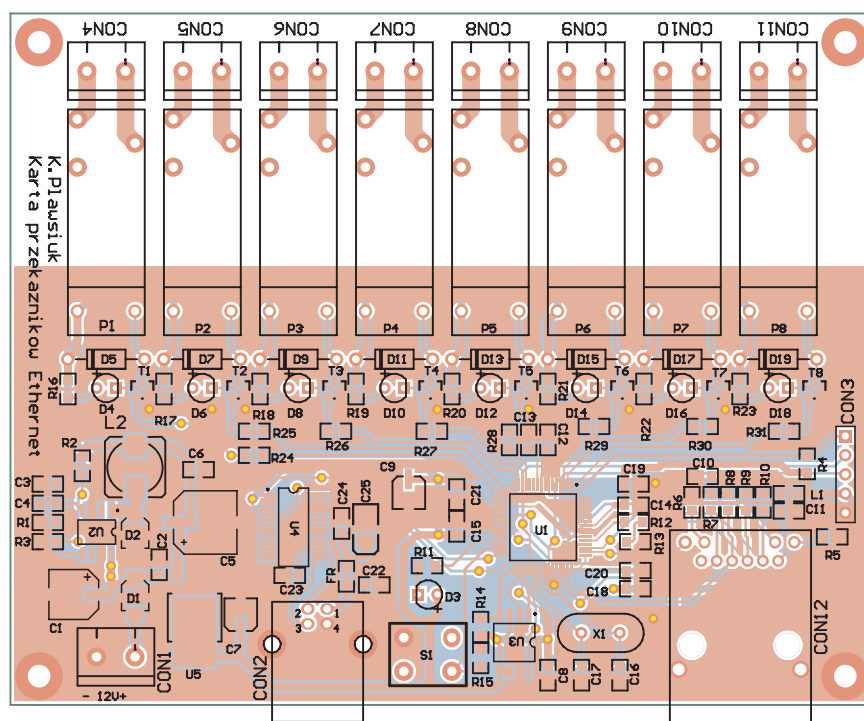 CON4 CON5 CON6 CON7 CON8 CON9 CON10 CON11
K.Plawsiuk
Karta przekaznikow Ethernet
P1 P2 P3 P4 P5 P6 P7 P8
D5 D7 D9 D11 D13 D15 D17 D19
T1 T2 T3 T4 T5 T6 T7 T8
R16 R21
D4 D6 D8 D10 D12 D14 D16 D18
R17 R18 R19 R20 R22 R23
CON3
L2 R25 R26 R27 R28 C13 C12 R29 R30 R31
R2 C6 R24 C9 C10 R4
C3 C19 R8 R9 R10 L1
C4 C24 C25 C21 C14 R6 R7 C11
R1 U2 D2 U4 C15 U1 R12
R3 C2 C5 R13 R5
R11 C20
C1 D1 C23 FR C22 D3 C18
2 1
3 4
R14 U3 X1
C7 S1 CON12
U5 CON2 R15 C8 C17 C16
CON1
- 12V+